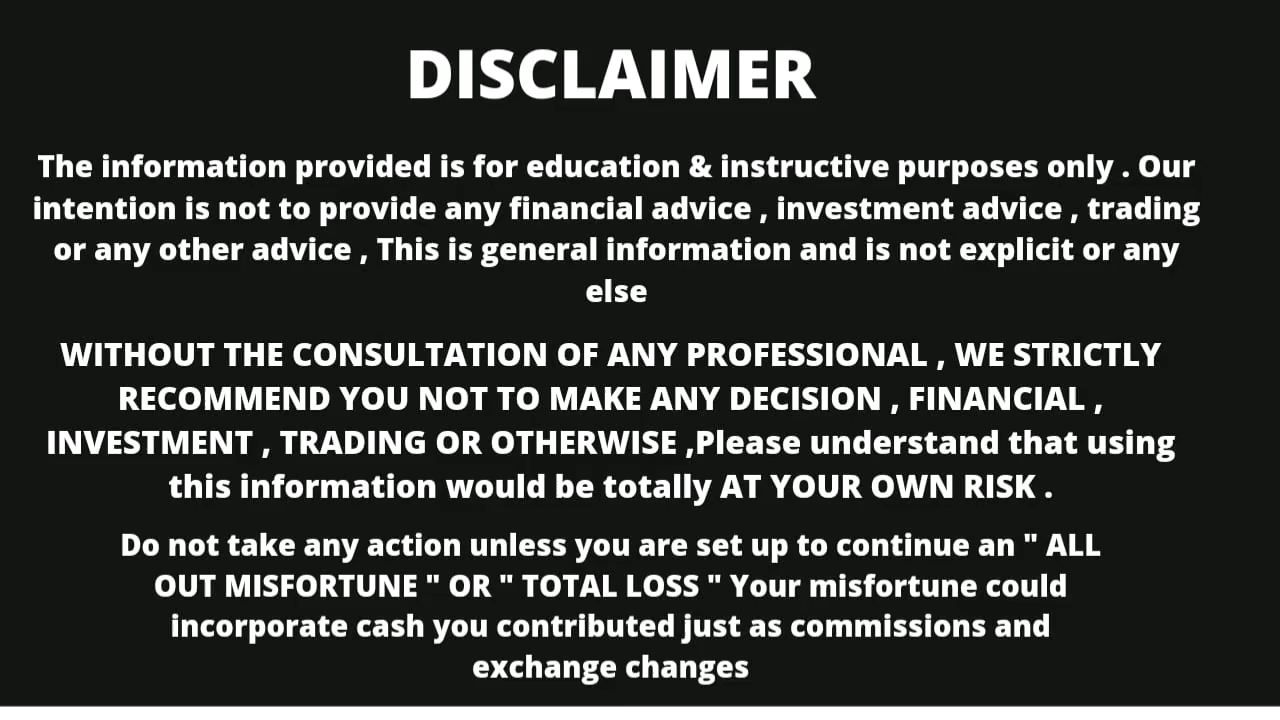 DISCLAIMER
The information provided is for education & instructive purposes only . Our
intention is not to provide any financial advice , investment advice , trading
or any other advice , This is general information and is not explicit or any
else
WITHOUT THE CONSULTATION OF ANY PROFESSIONAL , WE STRICTLY
RECOMMEND YOU NOT TO MAKE ANY DECISION , FINANCIAL ,
INVESTMENT , TRADING OR OTHERWISE ,Please understand that using
this information would be totally AT YOUR OWN RISK .
Do not take any action unless you are set up to continue an " ALL
OUT MISFORTUNE " OR " TOTAL LOSS " Your misfortune could
incorporate cash you contributed just as commissions and
exchange changes